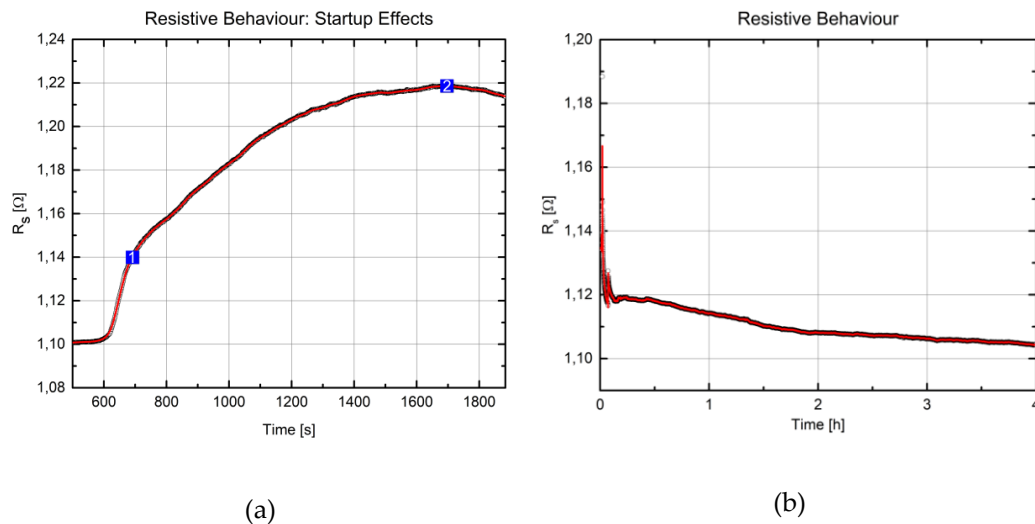 Resistive Behaviour: Startup Effects
1,24
1,22
1,20
1,18
1,16
1,14
1,12
1,10
1,08
R_S [Ω]
1
2
600 800 1000 1200 1400 1600 1800
Time [s]
(a)
Resistive Behaviour
1,20
1,18
1,16
1,14
1,12
1,10
R_s [Ω]
0 1 2 3 4
Time [h]
(b)